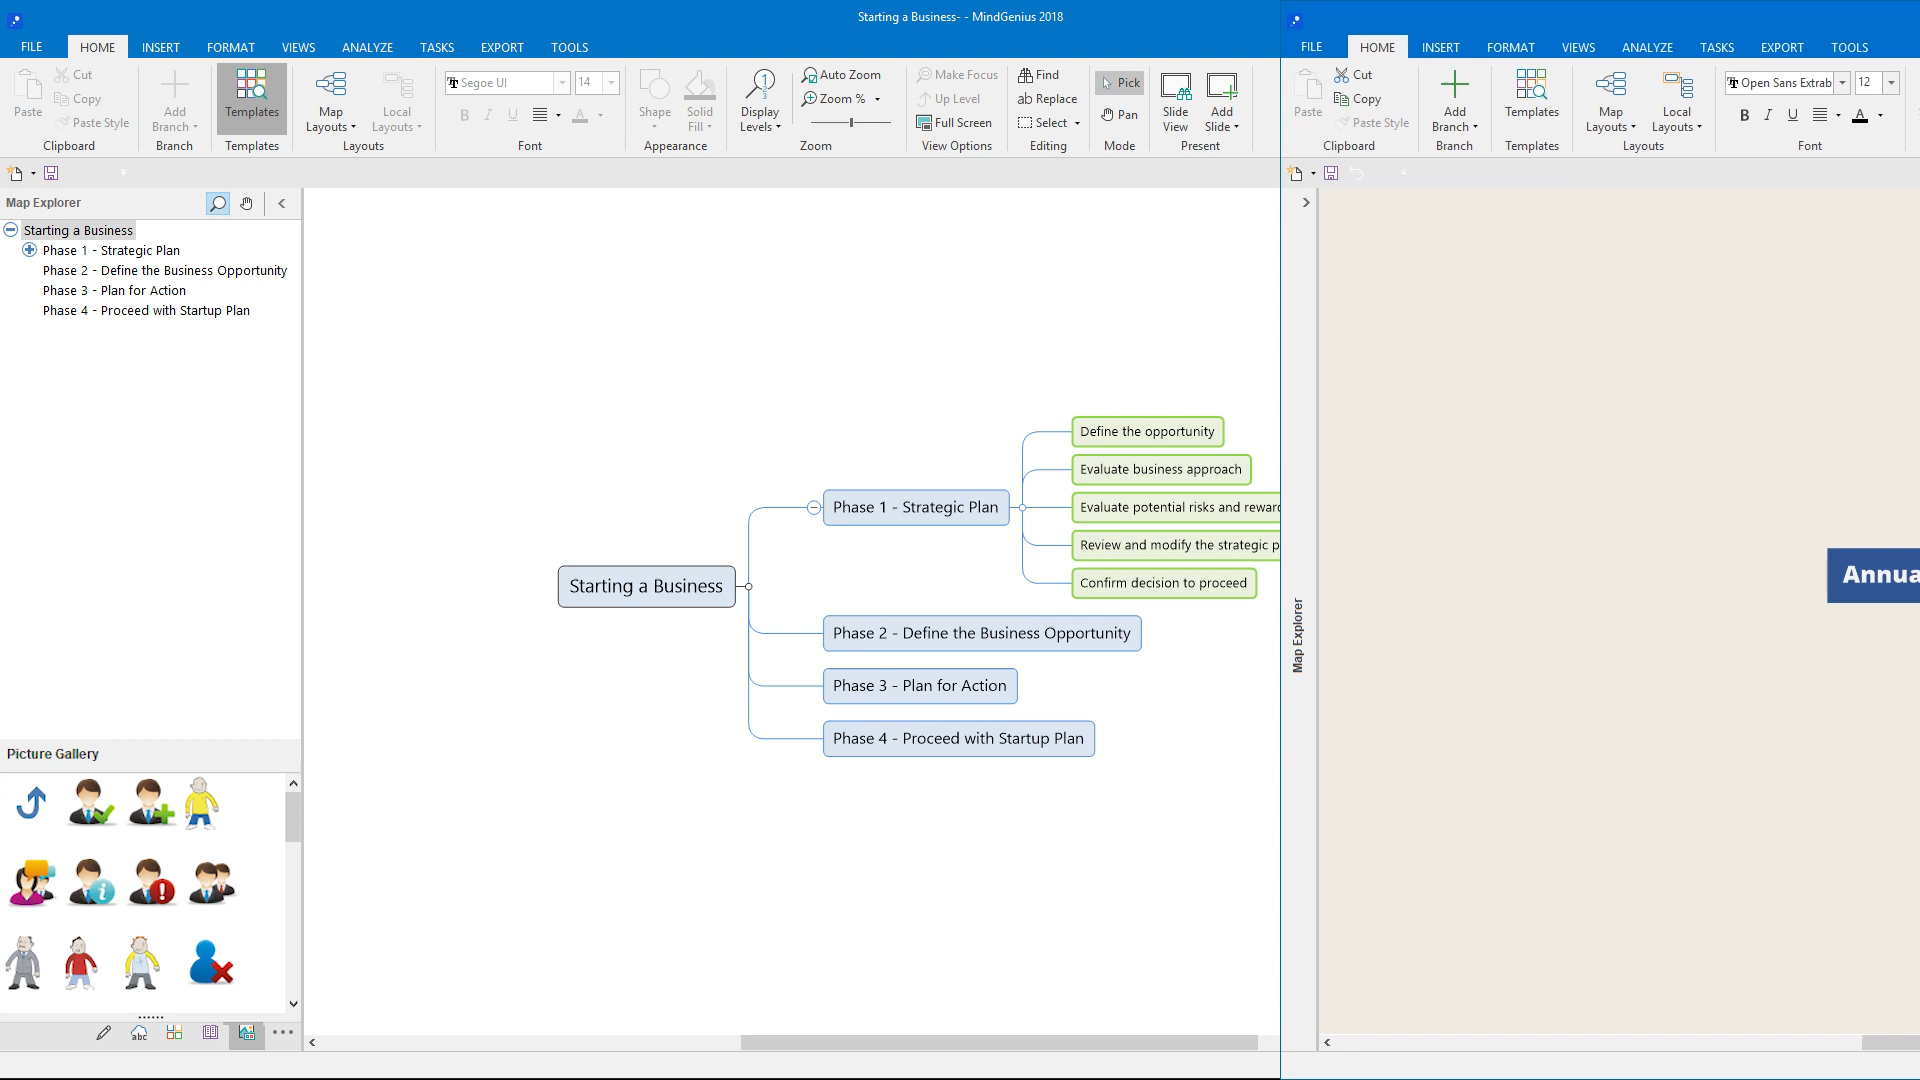 Starting a Business- - MindGenius 2018
FILE HOME INSERT FORMAT VIEWS ANALYZE TASKS EXPORT TOOLS
Paste
Cut
Copy
Paste Style
Clipboard
Add Branch
Branch
Templates
Templates
Map Layouts
Local Layouts
Layouts
Segoe UI 14
B I U A
Font
Shape
Solid Fill
Appearance
Display Levels
Auto Zoom
Zoom %
Zoom
Make Focus
Up Level
Full Screen
View Options
Find
Replace
Select
Editing
Pick
Pan
Mode
Slide View
Add Slide
Present
Map Explorer
Starting a Business
Phase 1 - Strategic Plan
Phase 2 - Define the Business Opportunity
Phase 3 - Plan for Action
Phase 4 - Proceed with Startup Plan
Picture Gallery
abc
Starting a Business
Phase 1 - Strategic Plan
Define the opportunity
Evaluate business approach
Evaluate potential risks and reward
Review and modify the strategic p
Confirm decision to proceed
Phase 2 - Define the Business Opportunity
Phase 3 - Plan for Action
Phase 4 - Proceed with Startup Plan
FILE HOME INSERT FORMAT VIEWS ANALYZE TASKS EXPORT TOOLS
Paste
Cut
Copy
Paste Style
Clipboard
Add Branch
Branch
Templates
Templates
Map Layouts
Local Layouts
Layouts
Open Sans Extrab 12
B I U A
Font
Map Explorer
Annua